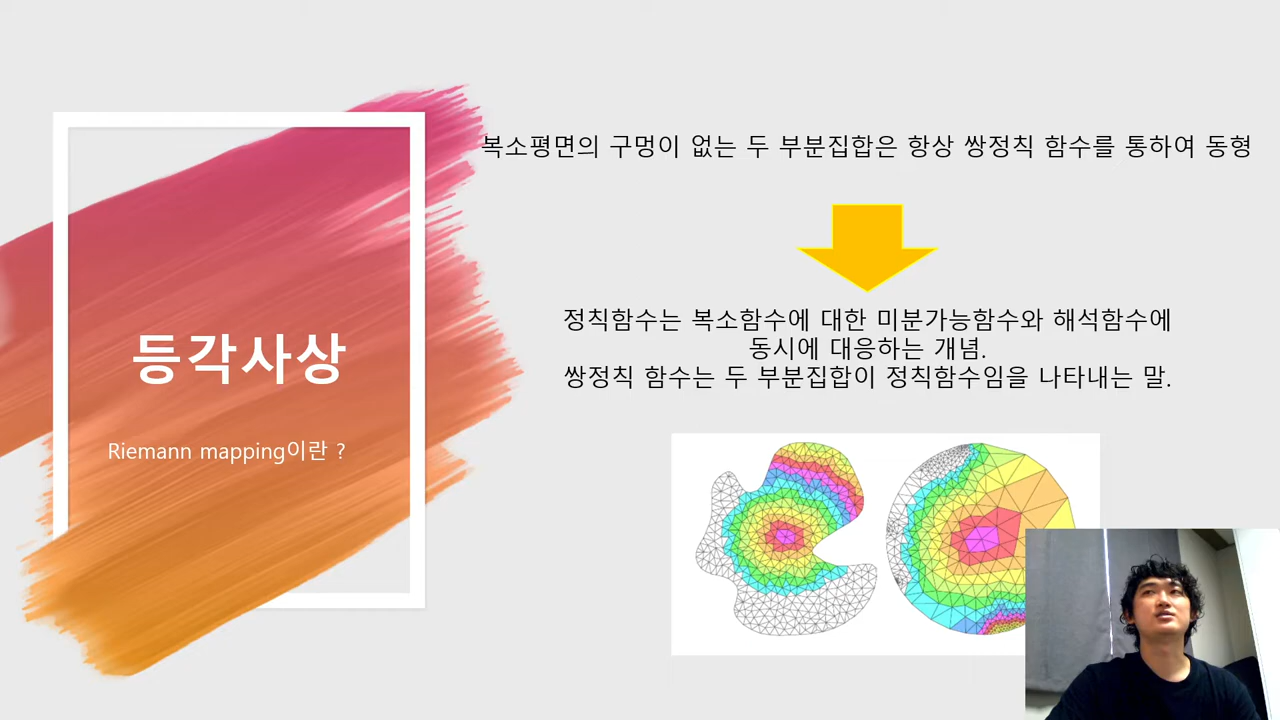 등각사상
Riemann mapping이란 ?
복소평면의 구멍이 없는 두 부분집합은 항상 쌍정칙 함수를 통하여 동형
정칙함수는 복소함수에 대한 미분가능함수와 해석함수에
동시에 대응하는 개념.
쌍정칙 함수는 두 부분집합이 정칙함수임을 나타내는 말.